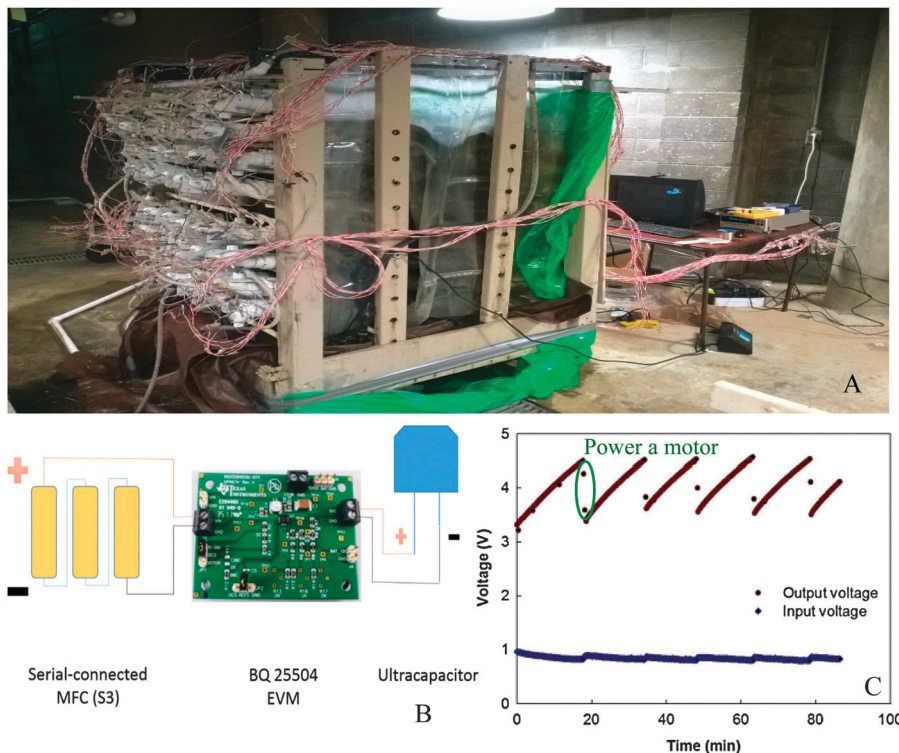 A
+
-
TEXAS
INSTRUMENTS
+
-
Serial-connected
MFC (S3)
BQ 25504
EVM
Ultracapacitor
B
Power a motor
5
4
3
2
1
0
Voltage (V)
Output voltage
Input voltage
C
0
20
40
60
80
100
Time (min)